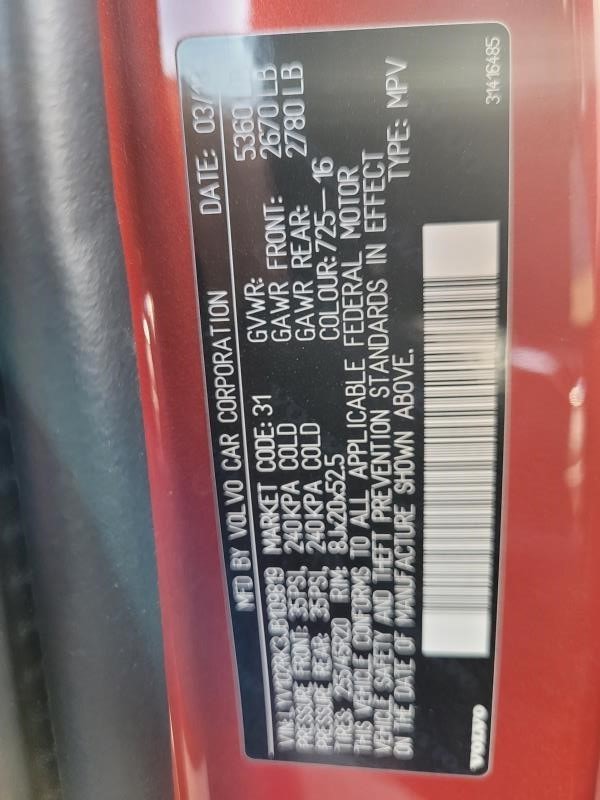 MFD BY VOLVO CAR CORPORATION DATE: 03/
VIN: MARKET CODE: 31 GVWR: 5360
PRESSURE FRONT: 35PSI, 240KPA COLD GAWR FRONT: 2670 LB
PRESSURE REAR: 35PSI, 240KPA COLD GAWR REAR: 2780 LB
TIRES: 255/45R20 RIM: 8Jx20x52.5 COLOUR: 725-16
THIS VEHICLE CONFORMS TO ALL APPLICABLE FEDERAL MOTOR
VEHICLE SAFETY AND THEFT PREVENTION STANDARDS IN EFFECT
ON THE DATE OF MANUFACTURE SHOWN ABOVE. TYPE: MPV
VOLVO 31416485